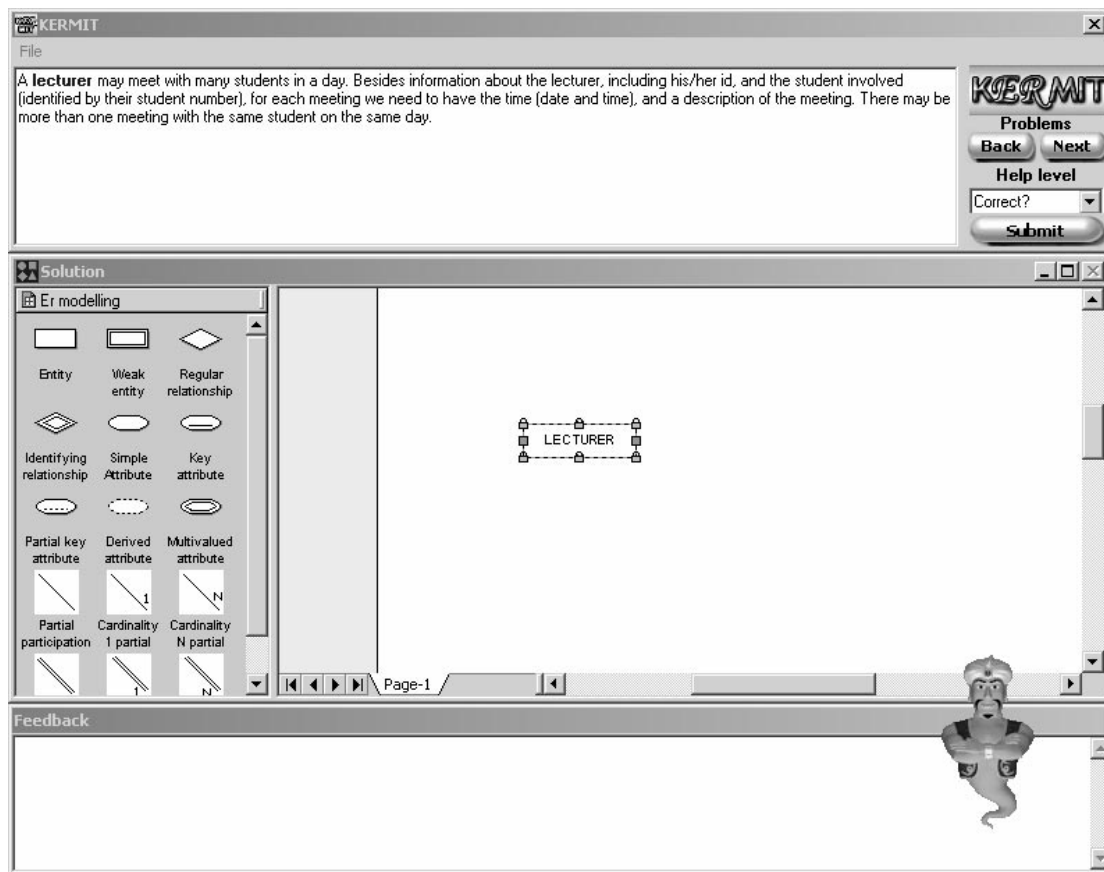 KERMIT
File
A lecturer may meet with many students in a day. Besides information about the lecturer, including his/her id, and the student involved
(identified by their student number), for each meeting we need to have the time (date and time), and a description of the meeting. There may be
more than one meeting with the same student on the same day.
KERMIT
Problems
Back Next
Help level
Correct?
Submit
Solution
Er modelling
Entity Weak entity Regular relationship
Identifying relationship Simple Attribute Key attribute
Partial key attribute Derived attribute Multivalued attribute
1 N
Partial participation Cardinality 1 partial Cardinality N partial
1 N
LECTURER
Page-1
Feedback